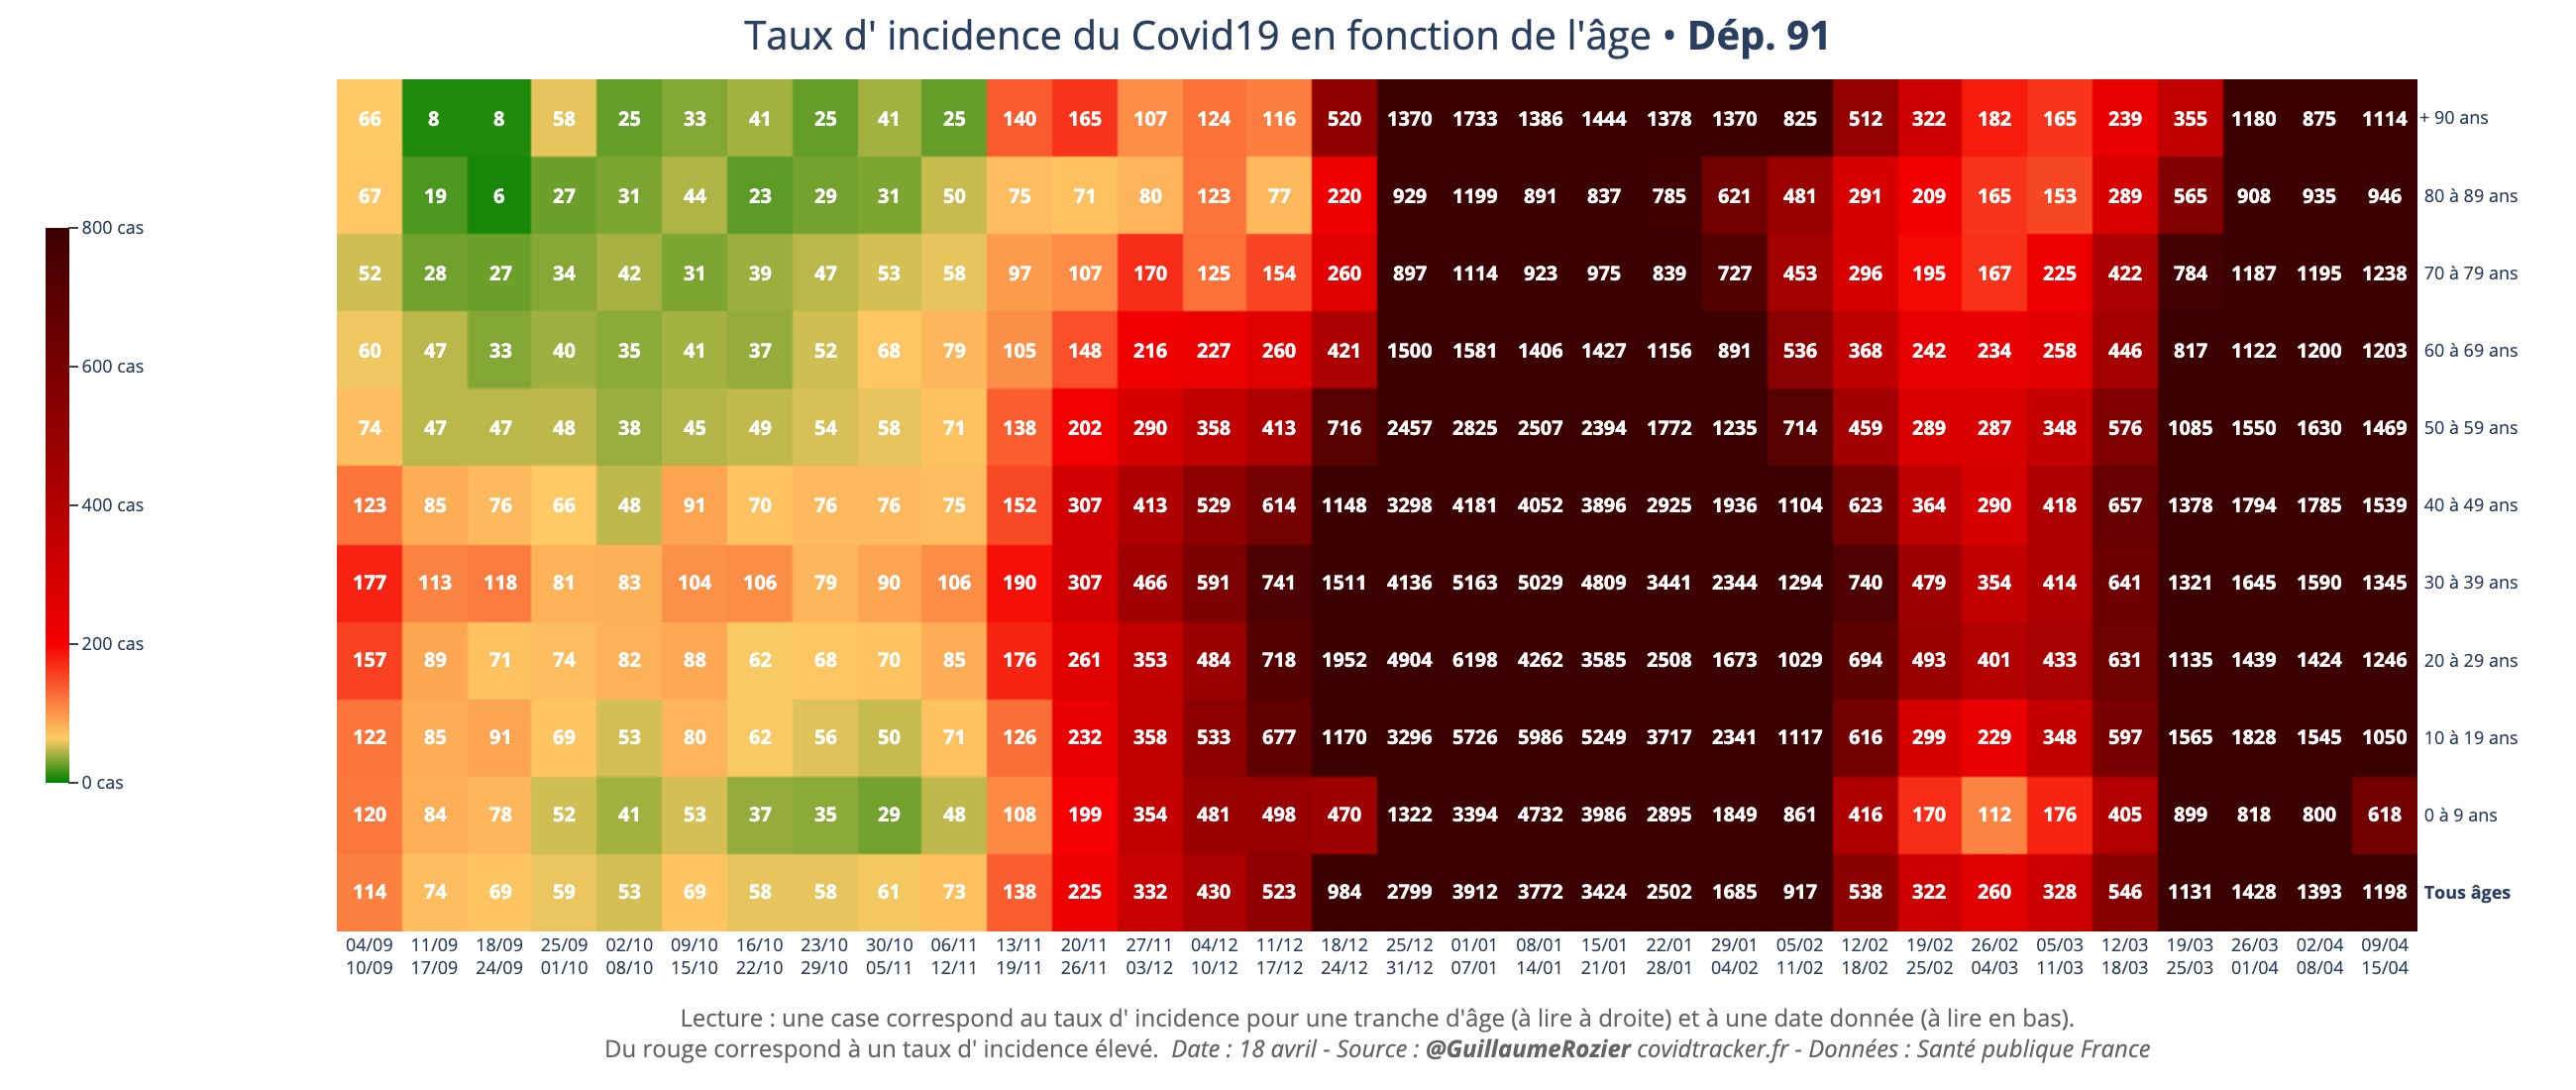 Taux d' incidence du Covid19 en fonction de l'âge • Dép. 91
66 8 8 58 25 33 41 25 41 25 140 165 107 124 116 520 1370 1733 1386 1444 1378 1370 825 512 322 182 165 239 355 1180 875 1114 + 90 ans
67 19 6 27 31 44 23 29 31 50 75 71 80 123 77 220 929 1199 891 837 785 621 481 291 209 165 153 289 565 908 935 946 80 à 89 ans
800 cas
52 28 27 34 42 31 39 47 53 58 97 107 170 125 154 260 897 1114 923 975 839 727 453 296 195 167 225 422 784 1187 1195 1238 70 à 79 ans
60 47 33 40 35 41 37 52 68 79 105 148 216 227 260 421 1500 1581 1406 1427 1156 891 536 368 242 234 258 446 817 1122 1200 1203 60 à 69 ans
600 cas
74 47 47 48 38 45 49 54 58 71 138 202 290 358 413 716 2457 2825 2507 2394 1772 1235 714 459 289 287 348 576 1085 1550 1630 1469 50 à 59 ans
400 cas
123 85 76 66 48 91 70 76 76 75 152 307 413 529 614 1148 3298 4181 4052 3896 2925 1936 1104 623 364 290 418 657 1378 1794 1785 1539 40 à 49 ans
177 113 118 81 83 104 106 79 90 106 190 307 466 591 741 1511 4136 5163 5029 4809 3441 2344 1294 740 479 354 414 641 1321 1645 1590 1345 30 à 39 ans
200 cas
157 89 71 74 82 88 62 68 70 85 176 261 353 484 718 1952 4904 6198 4262 3585 2508 1673 1029 694 493 401 433 631 1135 1439 1424 1246 20 à 29 ans
122 85 91 69 53 80 62 56 50 71 126 232 358 533 677 1170 3296 5726 5986 5249 3717 2341 1117 616 299 229 348 597 1565 1828 1545 1050 10 à 19 ans
0 cas
120 84 78 52 41 53 37 35 29 48 108 199 354 481 498 470 1322 3394 4732 3986 2895 1849 861 416 170 112 176 405 899 818 800 618 0 à 9 ans
114 74 69 59 53 69 58 58 61 73 138 225 332 430 523 984 2799 3912 3772 3424 2502 1685 917 538 322 260 328 546 1131 1428 1393 1198 Tous âges
04/09 11/09 18/09 25/09 02/10 09/10 16/10 23/10 30/10 06/11 13/11 20/11 27/11 04/12 11/12 18/12 25/12 01/01 08/01 15/01 22/01 29/01 05/02 12/02 19/02 26/02 05/03 12/03 19/03 26/03 02/04 09/04
10/09 17/09 24/09 01/10 08/10 15/10 22/10 29/10 05/11 12/11 19/11 26/11 03/12 10/12 17/12 24/12 31/12 07/01 14/01 21/01 28/01 04/02 11/02 18/02 25/02 04/03 11/03 18/03 25/03 01/04 08/04 15/04
Lecture : une case correspond au taux d' incidence pour une tranche d'âge (à lire à droite) et à une date donnée (à lire en bas).
Du rouge correspond à un taux d' incidence élevé. Date : 18 avril - Source : @GuillaumeRozier covidtracker.fr - Données : Santé publique France